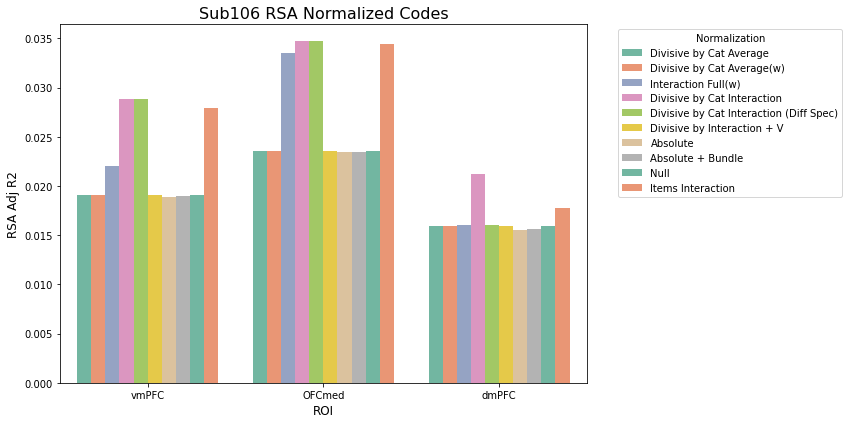 Sub106 RSA Normalized Codes
RSA Adj R2
0.035
0.030
0.025
0.020
0.015
0.010
0.005
0.000
vmPFC
OFCmed
dmPFC
ROI
Normalization
Divisive by Cat Average
Divisive by Cat Average(w)
Interaction Full(w)
Divisive by Cat Interaction
Divisive by Cat Interaction (Diff Spec)
Divisive by Interaction + V
Absolute
Absolute + Bundle
Null
Items Interaction